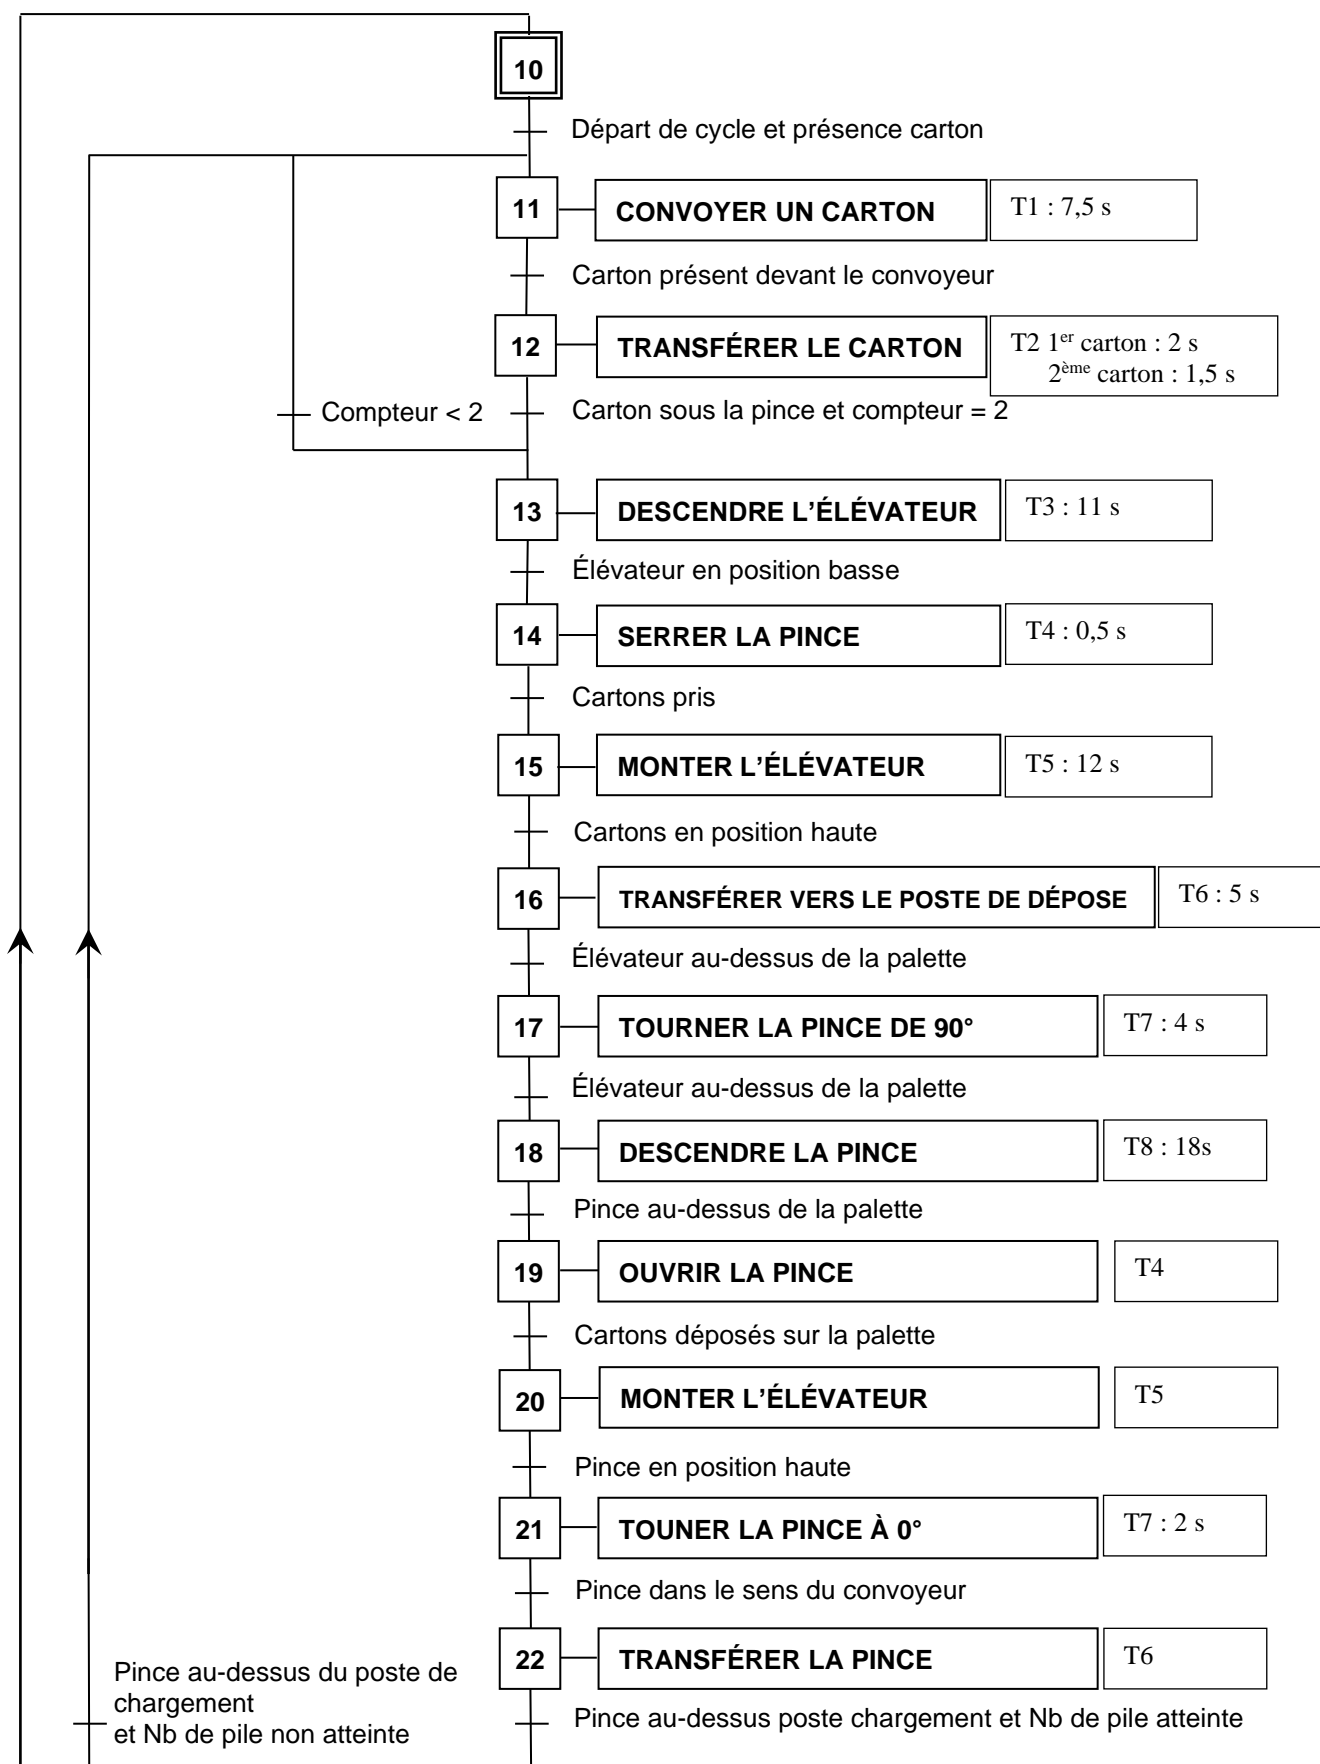 10
Départ de cycle et présence carton
11
CONVOYER UN CARTON
T1 : 7,5 s
Carton présent devant le convoyeur
12
TRANSFÉRER LE CARTON
T2 1er carton : 2 s
2ème carton : 1,5 s
Compteur < 2
Carton sous la pince et compteur = 2
13
DESCENDRE L’ÉLÉVATEUR
T3 : 11 s
Élévateur en position basse
14
SERRER LA PINCE
T4 : 0,5 s
Cartons pris
15
MONTER L’ÉLÉVATEUR
T5 : 12 s
Cartons en position haute
16
TRANSFÉRER VERS LE POSTE DE DÉPOSE
T6 : 5 s
Élévateur au-dessus de la palette
17
TOURNER LA PINCE DE 90°
T7 : 4 s
Élévateur au-dessus de la palette
18
DESCENDRE LA PINCE
T8 : 18s
Pince au-dessus de la palette
19
OUVRIR LA PINCE
T4
Cartons déposés sur la palette
20
MONTER L’ÉLÉVATEUR
T5
Pince en position haute
21
TOUNER LA PINCE À 0°
T7 : 2 s
Pince dans le sens du convoyeur
22
TRANSFÉRER LA PINCE
T6
Pince au-dessus du poste de
chargement
et Nb de pile non atteinte
Pince au-dessus poste chargement et Nb de pile atteinte